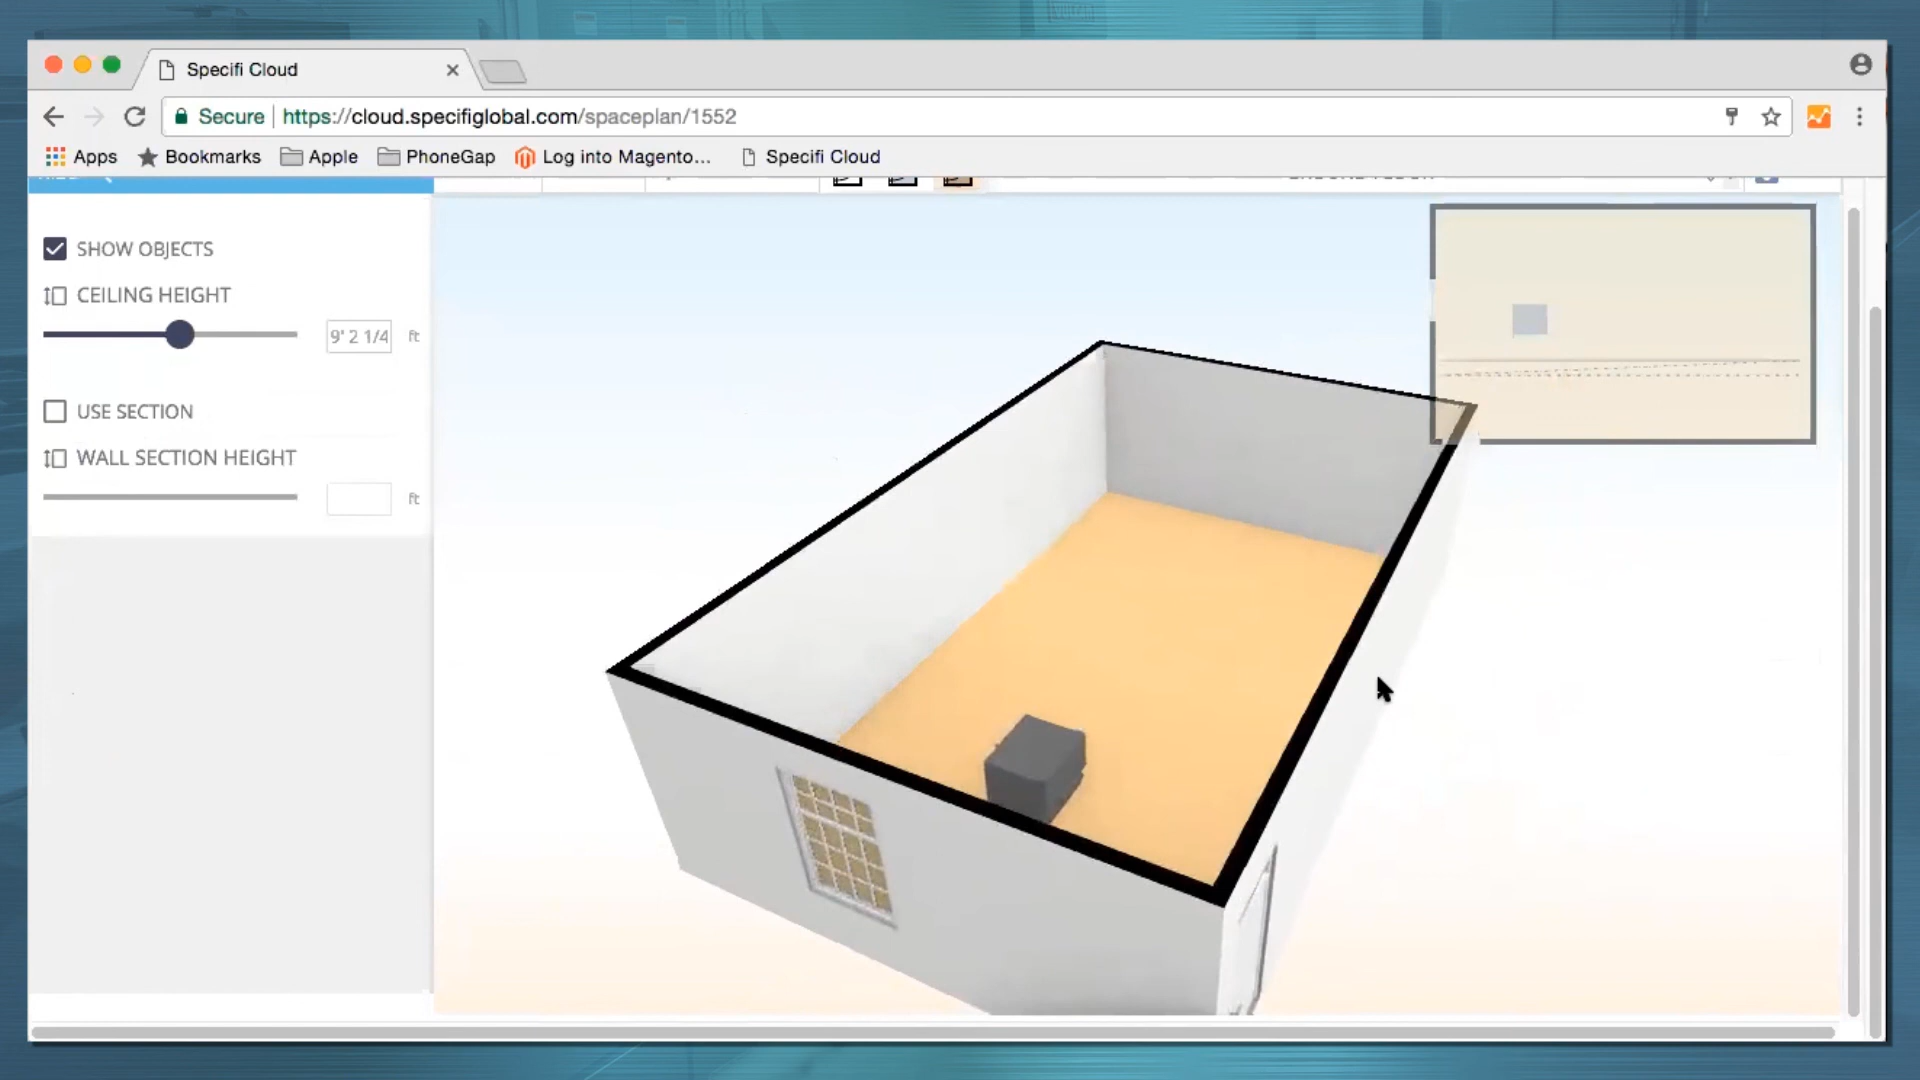 Specifi Cloud
Secure https://cloud.specifiglobal.com/spaceplan/1552
Apps Bookmarks Apple PhoneGap Log into Magento... Specifi Cloud
SHOW OBJECTS
CEILING HEIGHT
9' 2 1/4 ft
USE SECTION
WALL SECTION HEIGHT
ft